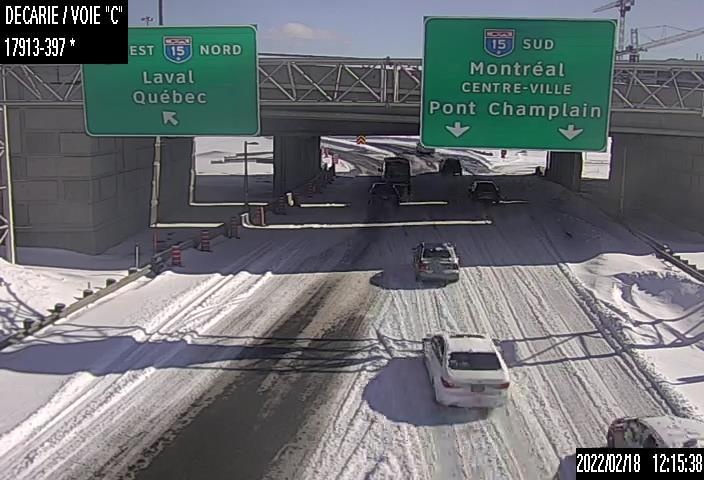 DECARIE / VOIE "C"
17913-397 *
EST 15 NORD
Laval
Québec
15 SUD
Montréal
CENTRE-VILLE
Pont Champlain
2022/02/18 12:15:38